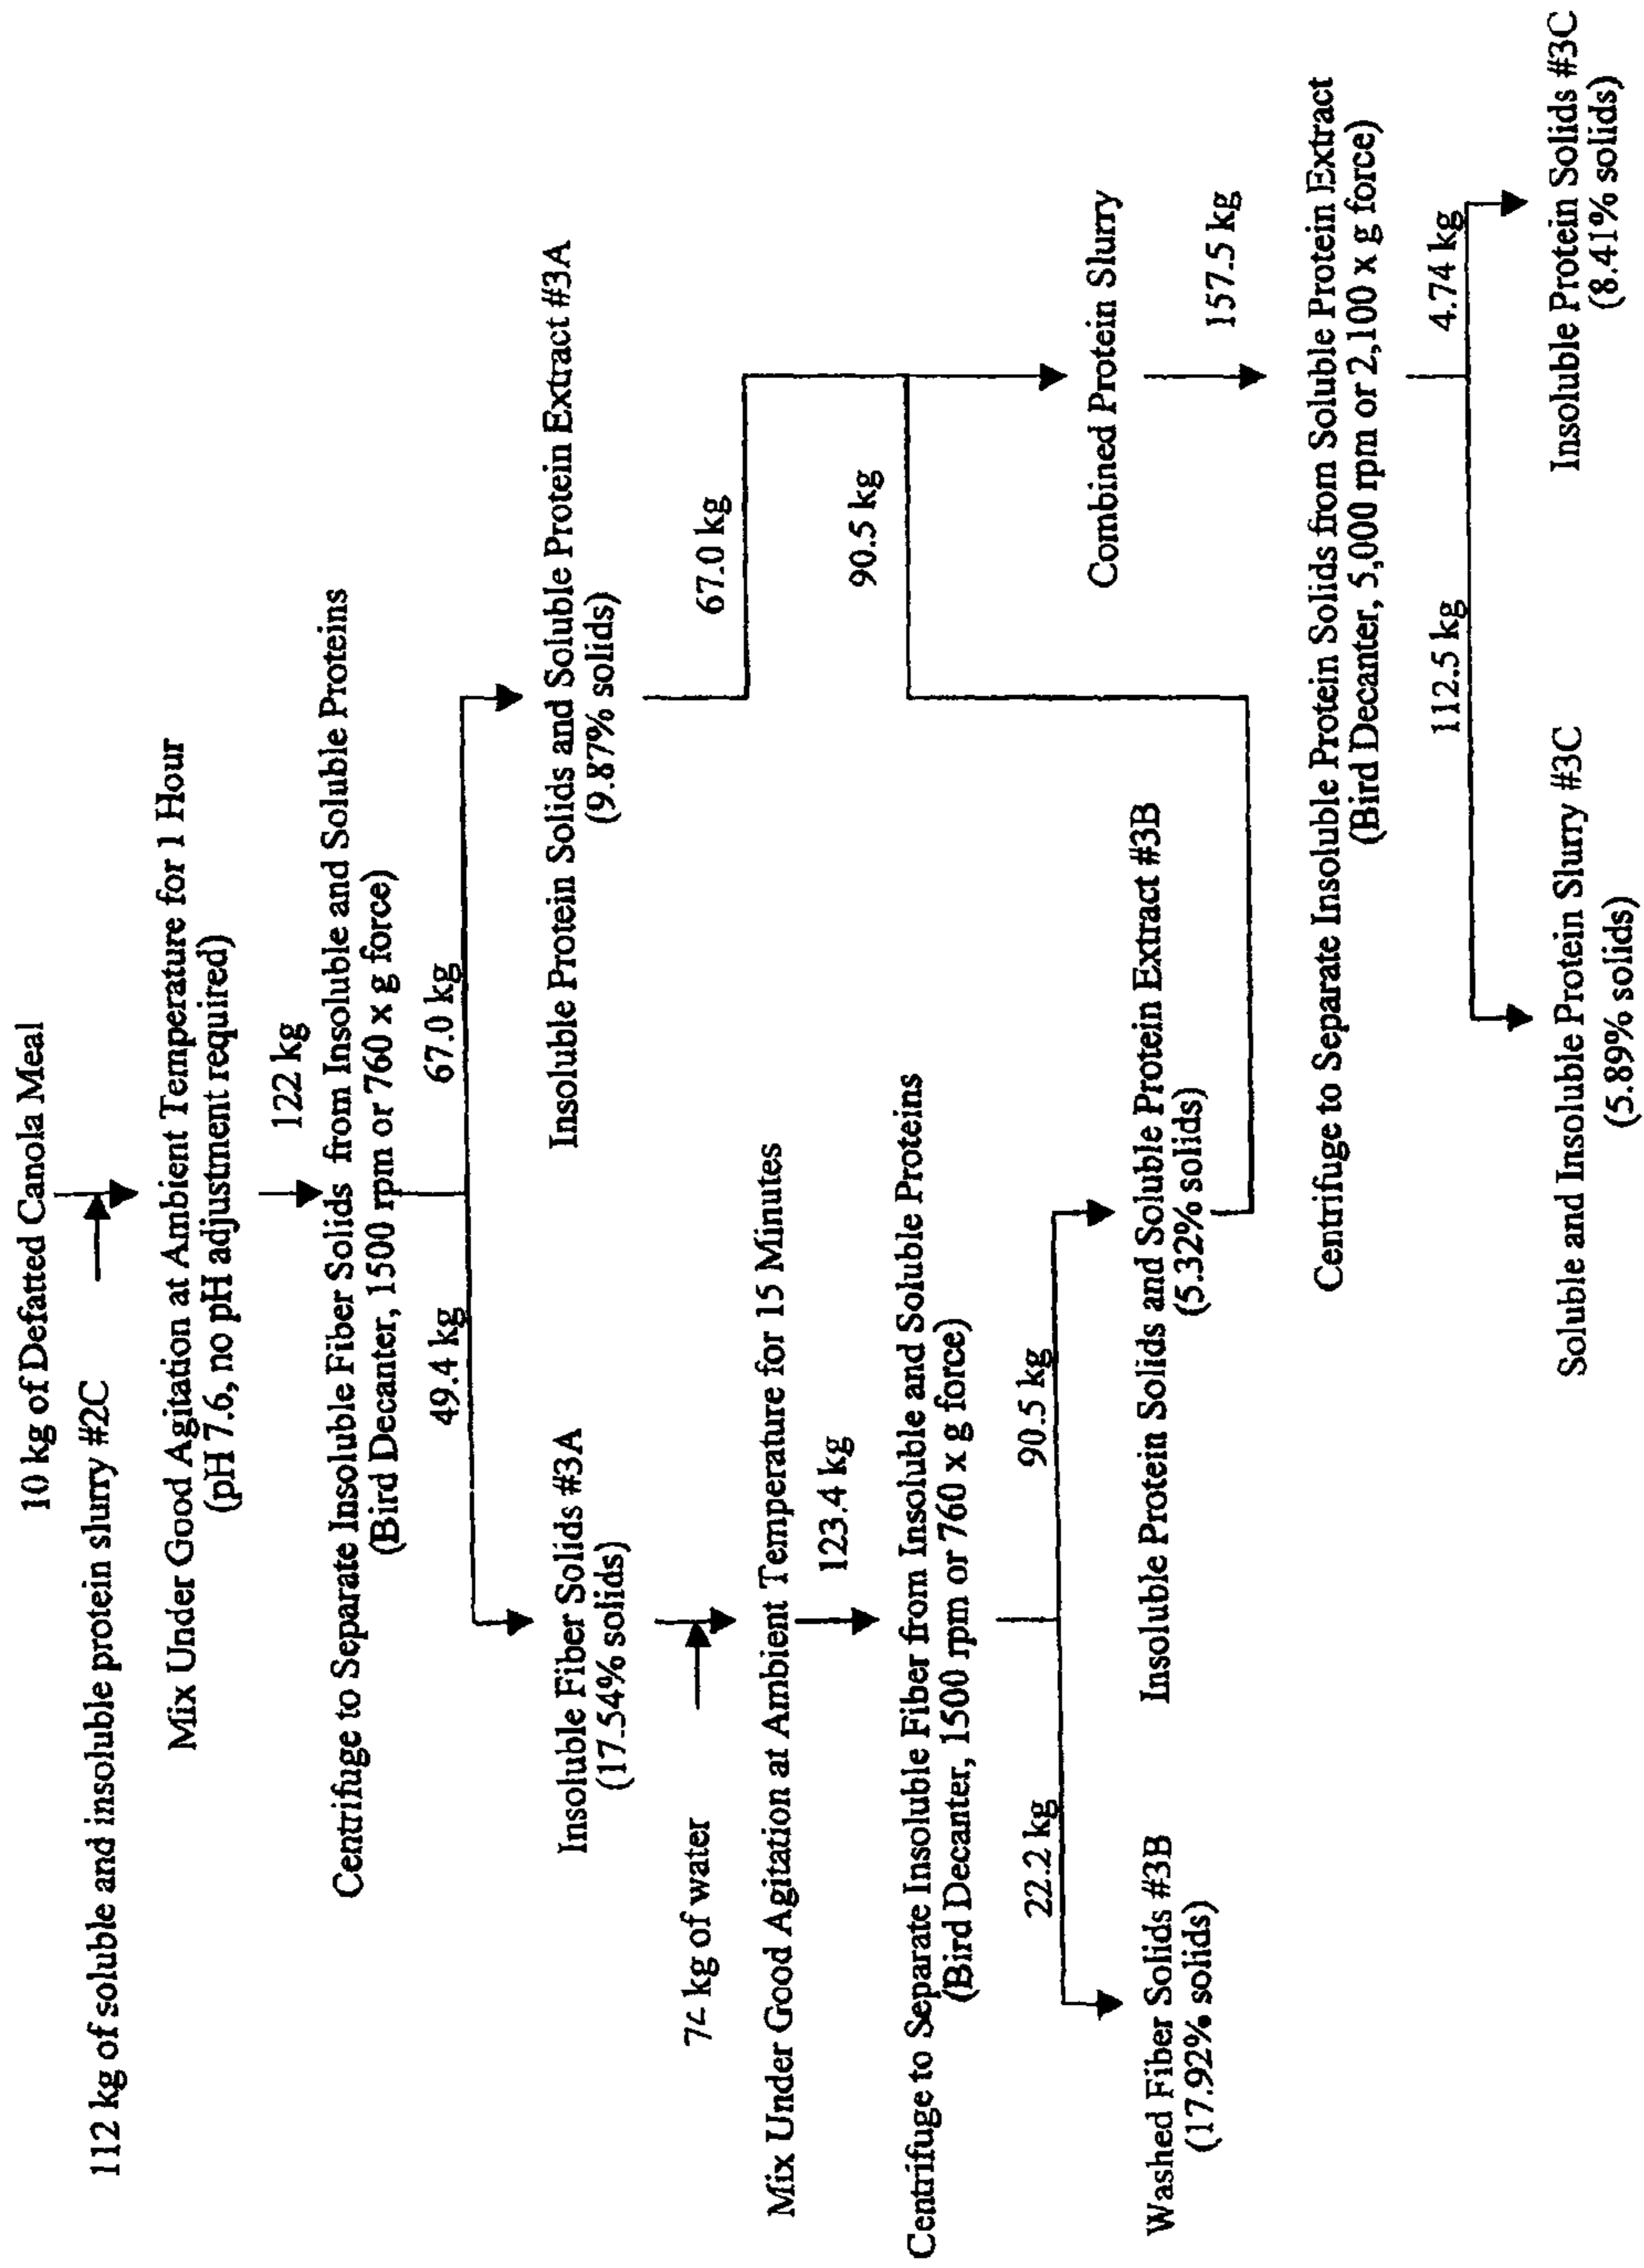 10 kg of Defatted Canola Meal
112 kg of soluble and insoluble protein slurry #2C
Mix Under Good Agitation at Ambient Temperature for 1 Hour
(pH 7.6, no pH adjustment required)
122 kg
Centrifuge to Separate Insoluble Fiber Solids from Insoluble and Soluble Proteins
(Bird Decanter, 1500 rpm or 760 x g force)
49.4 kg
67.0 kg
Insoluble Fiber Solids #3A
(17.54% solids)
Insoluble Protein Solids and Soluble Protein Extract #3A
(9.87% solids)
74 kg of water
67.0 kg
Mix Under Good Agitation at Ambient Temperature for 15 Minutes
123.4 kg
90.5 kg
Centrifuge to Separate Insoluble Fiber from Insoluble and Soluble Proteins
(Bird Decanter, 1500 rpm or 760 x g force)
22.2 kg
90.5 kg
Combined Protein Slurry
Washed Fiber Solids #3B
(17.92% solids)
Insoluble Protein Solids and Soluble Protein Extract #3B
(5.32% solids)
157.5 kg
Centrifuge to Separate Insoluble Protein Solids from Soluble Protein Extract
(Bird Decanter, 5,000 rpm or 2,100 x g force)
112.5 kg
4.74 kg
Soluble and Insoluble Protein Slurry #3C
(5.89% solids)
Insoluble Protein Solids #3C
(8.41% solids)